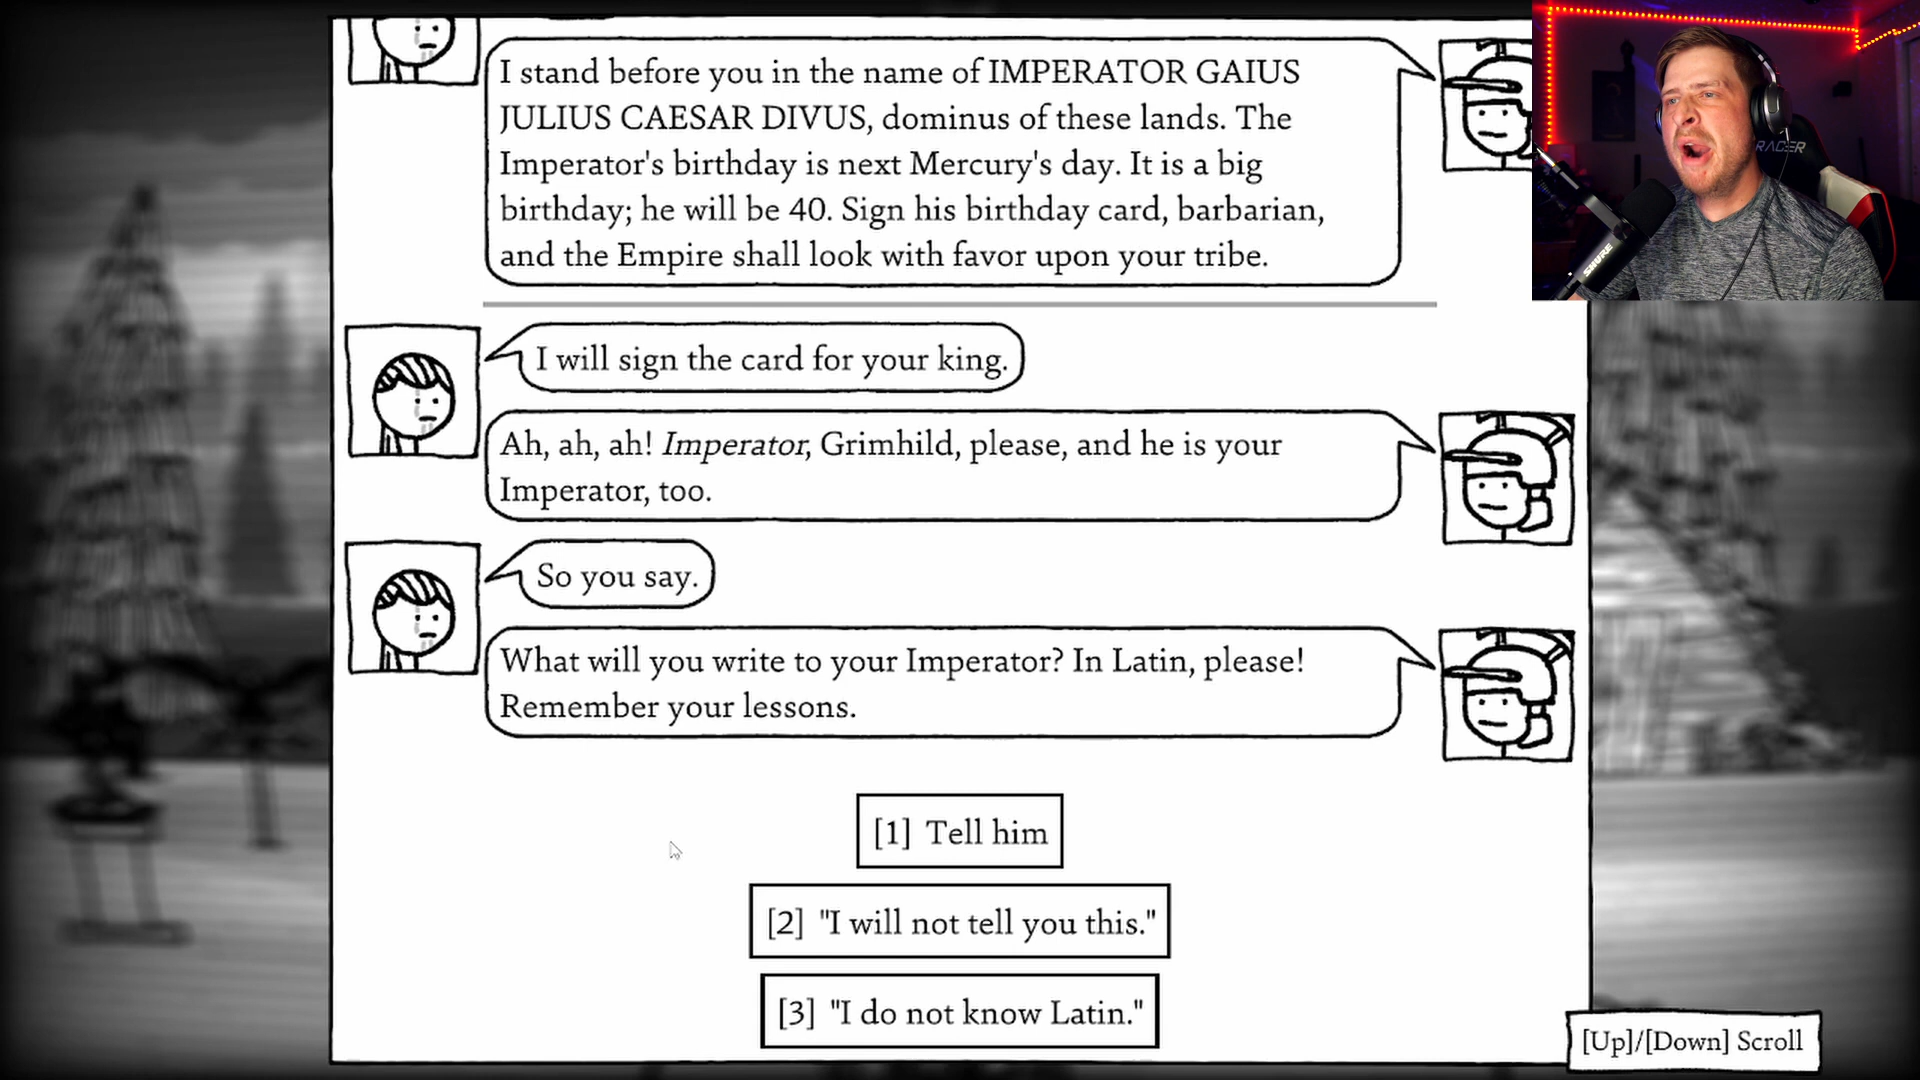 I stand before you in the name of IMPERATOR GAIUS
JULIUS CAESAR DIVUS, dominus of these lands. The
Imperator's birthday is next Mercury's day. It is a big
birthday; he will be 40. Sign his birthday card, barbarian,
and the Empire shall look with favor upon your tribe.
I will sign the card for your king.
Ah, ah, ah! Imperator, Grimhild, please, and he is your
Imperator, too.
So you say.
What will you write to your Imperator? In Latin, please!
Remember your lessons.
[1] Tell him
[2] "I will not tell you this."
[3] "I do not know Latin."
[Up]/[Down] Scroll
SHURE
RACER